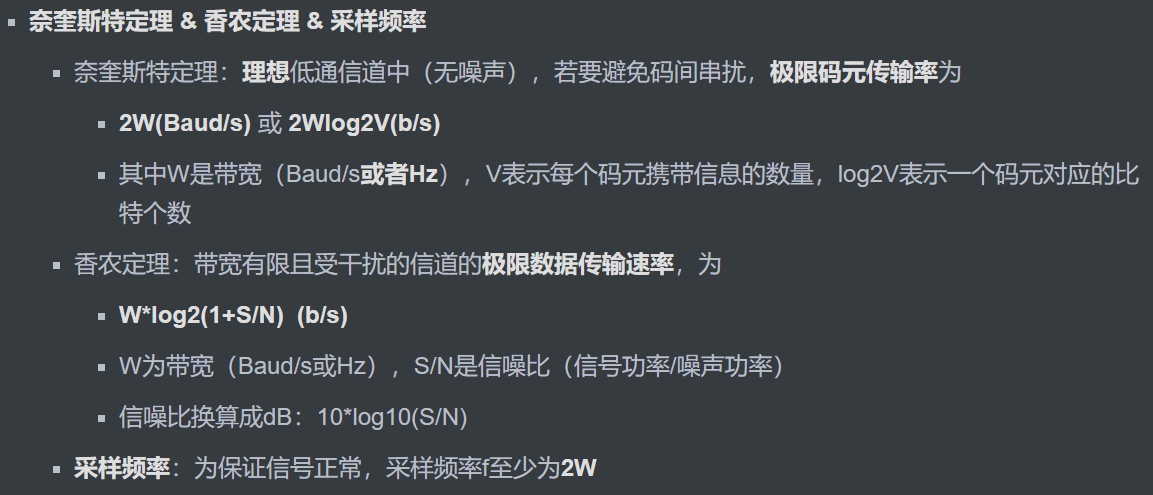 奈奎斯特定理 & 香农定理 & 采样频率
奈奎斯特定理：理想低通信道中（无噪声），若要避免码间串扰，极限码元传输率为
2W(Baud/s) 或 2Wlog2V(b/s)
其中W是带宽（Baud/s或者Hz），V表示每个码元携带信息的数量，log2V表示一个码元对应的比
特个数
香农定理：带宽有限且受干扰的信道的极限数据传输速率，为
W*log2(1+S/N)  (b/s)
W为带宽（Baud/s或Hz），S/N是信噪比（信号功率/噪声功率）
信噪比换算成dB：10*log10(S/N)
采样频率：为保证信号正常，采样频率f至少为2W